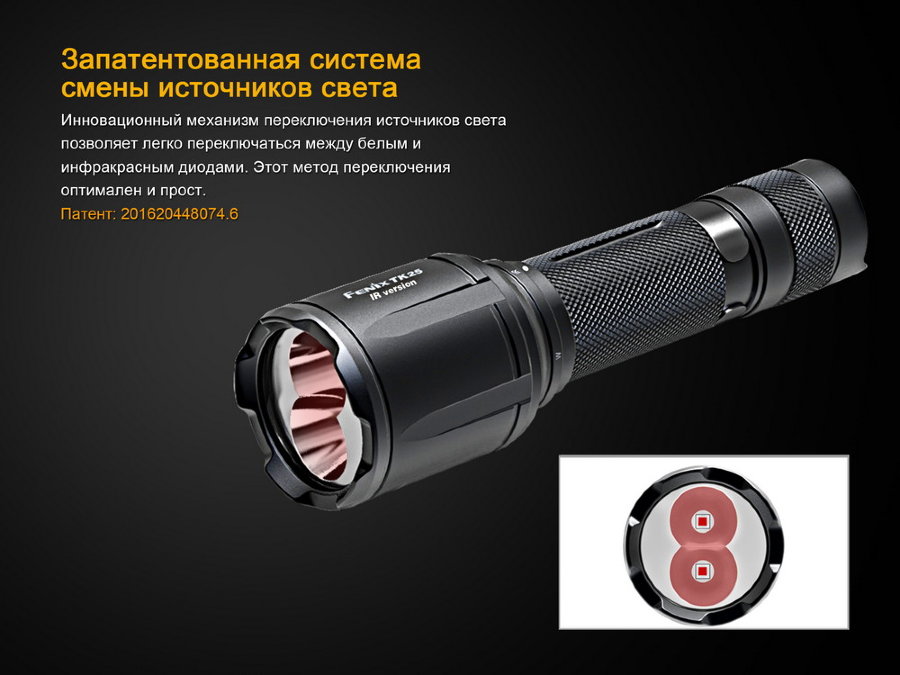 Запатентованная система
смены источников света
Инновационный механизм переключения источников света
позволяет легко переключаться между белым и
инфракрасным диодами. Этот метод переключения
оптимален и прост.
Патент: 201620448074.6
FENIX TK25
IR version